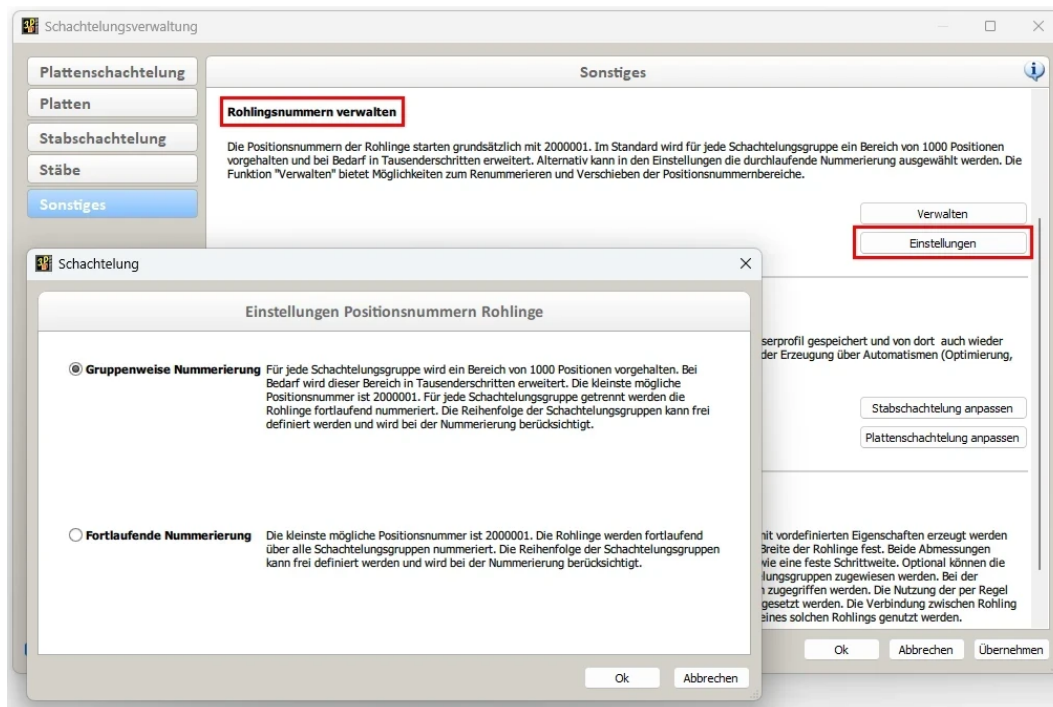 Schachtelungsverwaltung
Plattenschachtelung
Platten
Stabschachtelung
Stäbe
Sonstiges
Sonstiges
Rohlingsnummern verwalten
Die Positionsnummern der Rohlinge starten grundsätzlich mit 2000001. Im Standard wird für jede Schachtelungsgruppe ein Bereich von 1000 Positionen
vorgehalten und bei Bedarf in Tausenderschritten erweitert. Alternativ kann in den Einstellungen die durchlaufende Nummerierung ausgewählt werden. Die
Funktion "Verwalten" bietet Möglichkeiten zum Renummerieren und Verschieben der Positionsnummernbereiche.
Verwalten
Einstellungen
serprofil gespeichert und von dort auch wieder
der Erzeugung über Automatismen (Optimierung,
Stabschachtelung anpassen
Plattenschachtelung anpassen
mit vordefinierten Eigenschaften erzeugt werden
Breite der Rohlinge fest. Beide Abmessungen
wie eine feste Schrittweite. Optional können die
lungsgruppen zugewiesen werden. Bei der
zugegriffen werden. Die Nutzung der per Regel
gesetzt werden. Die Verbindung zwischen Rohling
eines solchen Rohlings genutzt werden.
Ok
Abbrechen
Übernehmen
Schachtelung
Einstellungen Positionsnummern Rohlinge
Gruppenweise Nummerierung
Für jede Schachtelungsgruppe wird ein Bereich von 1000 Positionen vorgehalten. Bei
Bedarf wird dieser Bereich in Tausenderschritten erweitert. Die kleinste mögliche
Positionsnummer ist 2000001. Für jede Schachtelungsgruppe getrennt werden die
Rohlinge fortlaufend nummeriert. Die Reihenfolge der Schachtelungsgruppen kann frei
definiert werden und wird bei der Nummerierung berücksichtigt.
Fortlaufende Nummerierung
Die kleinste mögliche Positionsnummer ist 2000001. Die Rohlinge werden fortlaufend
über alle Schachtelungsgruppen nummeriert. Die Reihenfolge der Schachtelungsgruppen
kann frei definiert werden und wird bei der Nummerierung berücksichtigt.
Ok
Abbrechen